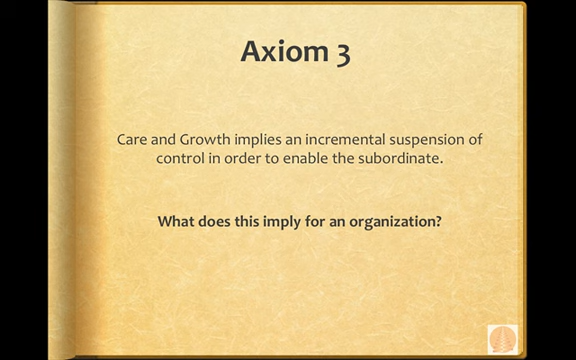 Axiom 3
Care and Growth implies an incremental suspension of
control in order to enable the subordinate.
What does this imply for an organization?